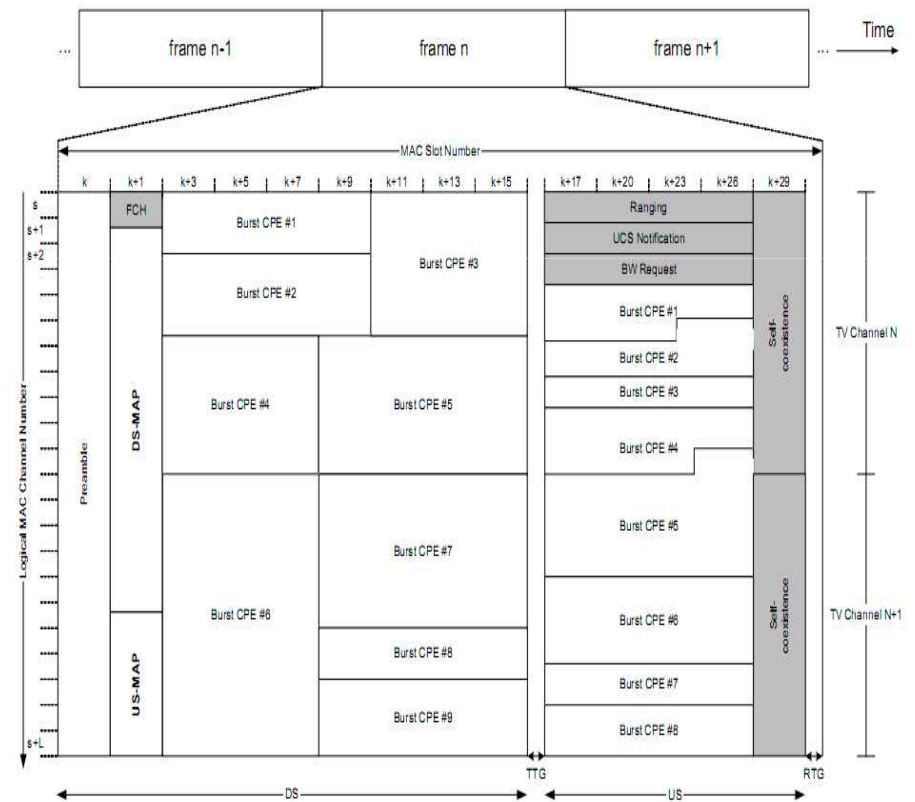 ... frame n-1 frame n frame n+1 ... Time
MAC Slot Number
k k+1 k+3 k+5 k+7 k+9 k+11 k+13 k+15 k+17 k+20 k+23 k+26 k+29
s
s+1
s+2
s+L
Logical MAC Channel Number
Preamble
FCH
DS-MAP
US-MAP
Burst CPE #1
Burst CPE #2
Burst CPE #3
Burst CPE #4
Burst CPE #5
Burst CPE #6
Burst CPE #7
Burst CPE #8
Burst CPE #9
Ranging
UCS Notification
BW Request
Burst CPE #1
Burst CPE #2
Burst CPE #3
Burst CPE #4
Burst CPE #5
Burst CPE #6
Burst CPE #7
Burst CPE #8
Self-
coexistence
Self-
coexistence
TV Channel N
TV Channel N+1
TTG
RTG
DS
US